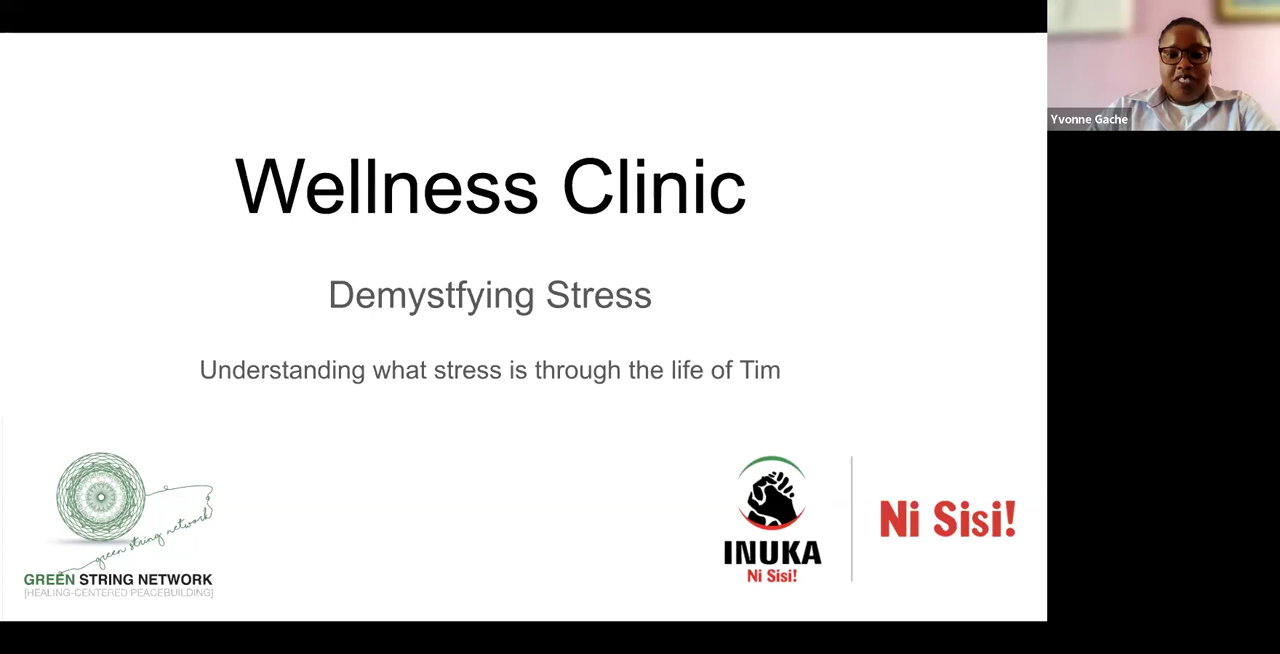 Wellness Clinic
Demystfying Stress
Understanding what stress is through the life of Tim
green string network
GREEN STRING NETWORK
[HEALING-CENTERED PEACEBUILDING]
INUKA
Ni Sisi!
Ni Sisi!
Yvonne Gache